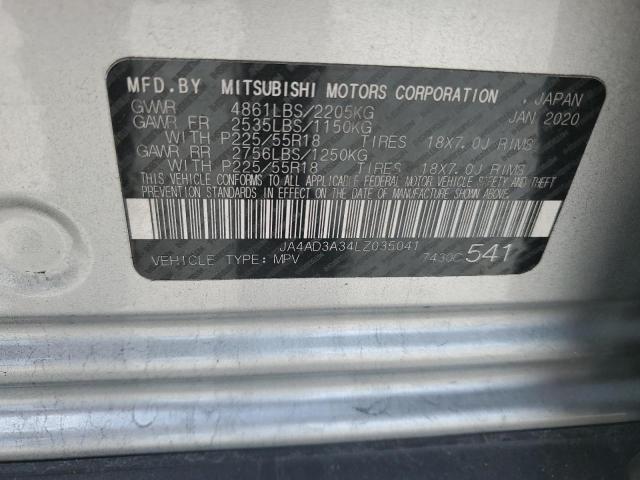 MFD.BY MITSUBISHI MOTORS CORPORATION , JAPAN
GVWR 4861LBS/2205KG JAN 2020
GAWR FR 2535LBS/1150KG
WITH P225/55R18 TIRES 18X7.0J RIMS
GAWR RR 2756LBS/1250KG
WITH P225/55R18 TIRES 18X7.0J RIMS
THIS VEHICLE CONFORMS TO ALL APPLICABLE FEDERAL MOTOR VEHICLE SAFETY AND THEFT
PREVENTION STANDARDS IN EFFECT ON THE DATE OF MANUFACTURE SHOWN ABOVE.
JA4AD3A34LZ035041
VEHICLE TYPE: MPV 7430C 541